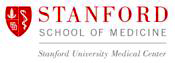 STANFORD
SCHOOL OF MEDICINE
Stanford University Medical Center